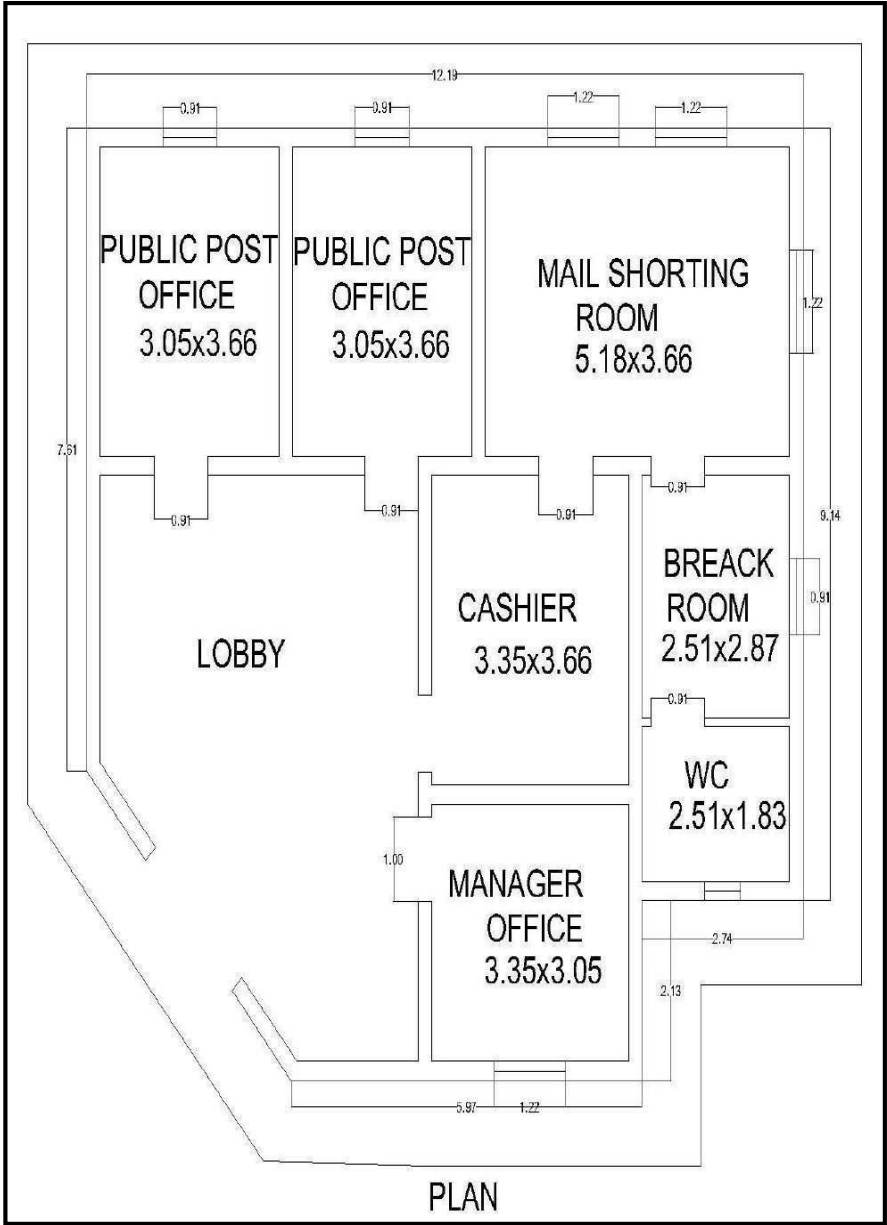 12.19
0.91
0.91
1.22
1.22
PUBLIC POST
OFFICE
3.05x3.66
PUBLIC POST
OFFICE
3.05x3.66
MAIL SHORTING
ROOM
5.18x3.66
1.22
7.61
0.91
0.91
0.91
0.91
9.14
LOBBY
CASHIER
3.35x3.66
BREACK
ROOM
2.51x2.87
0.91
0.91
WC
2.51x1.83
1.00
MANAGER
OFFICE
3.35x3.05
2.74
2.13
5.97
1.22
PLAN